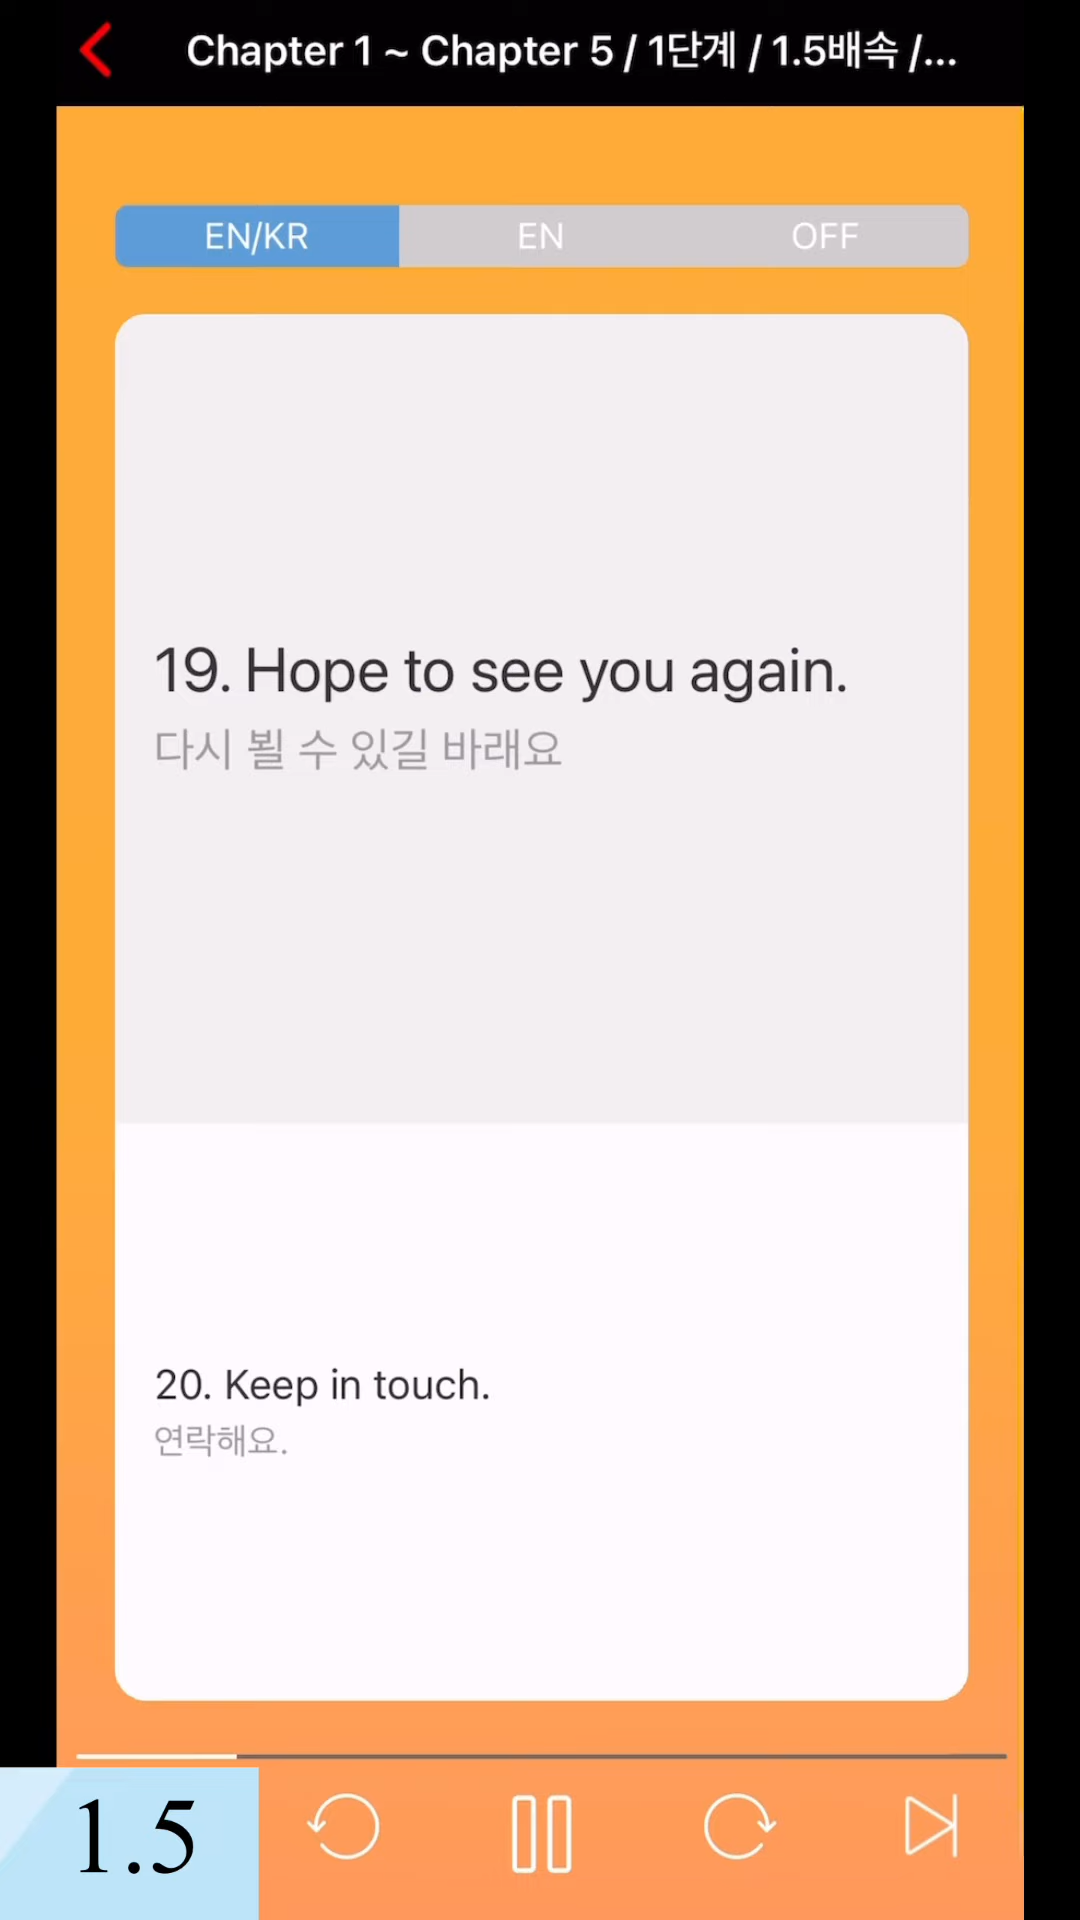 Chapter 1 ~ Chapter 5 / 1단계 / 1.5배속 /...
EN/KR EN OFF
19. Hope to see you again.
다시 뵐 수 있길 바래요
20. Keep in touch.
연락해요.
1.5